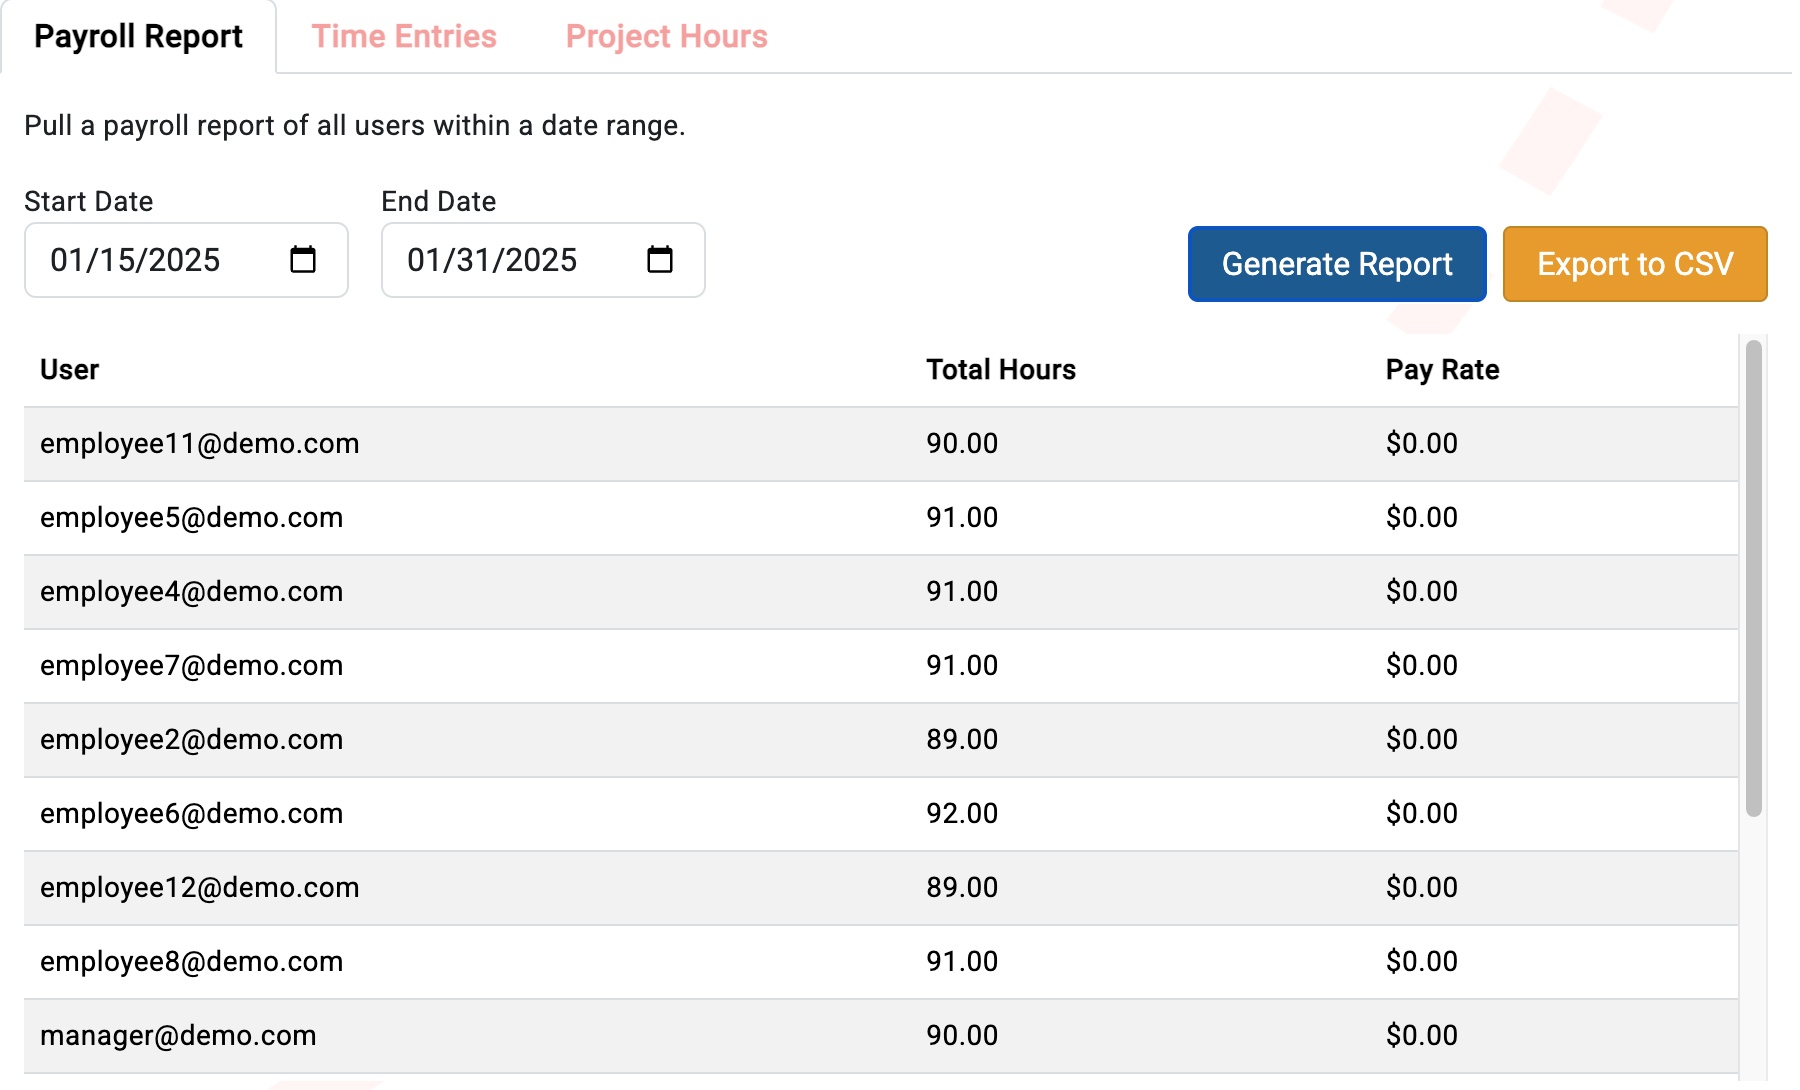 Payroll Report Time Entries Project Hours
Pull a payroll report of all users within a date range.
Start Date End Date
01/15/2025 01/31/2025 Generate Report Export to CSV
User Total Hours Pay Rate
employee11@demo.com 90.00 $0.00
employee5@demo.com 91.00 $0.00
employee4@demo.com 91.00 $0.00
employee7@demo.com 91.00 $0.00
employee2@demo.com 89.00 $0.00
employee6@demo.com 92.00 $0.00
employee12@demo.com 89.00 $0.00
employee8@demo.com 91.00 $0.00
manager@demo.com 90.00 $0.00